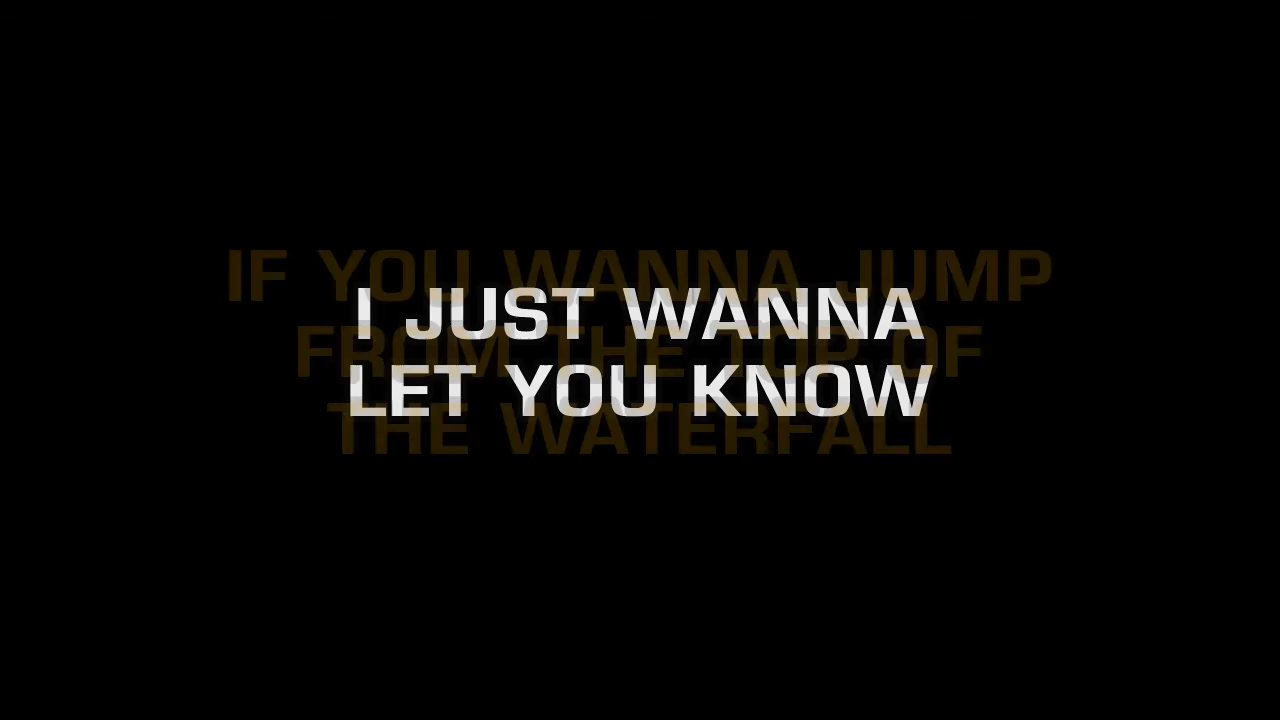 IF YOU WANNA JUMP
I JUST WANNA
FROM THE TOP OF
LET YOU KNOW
THE WATERFALL